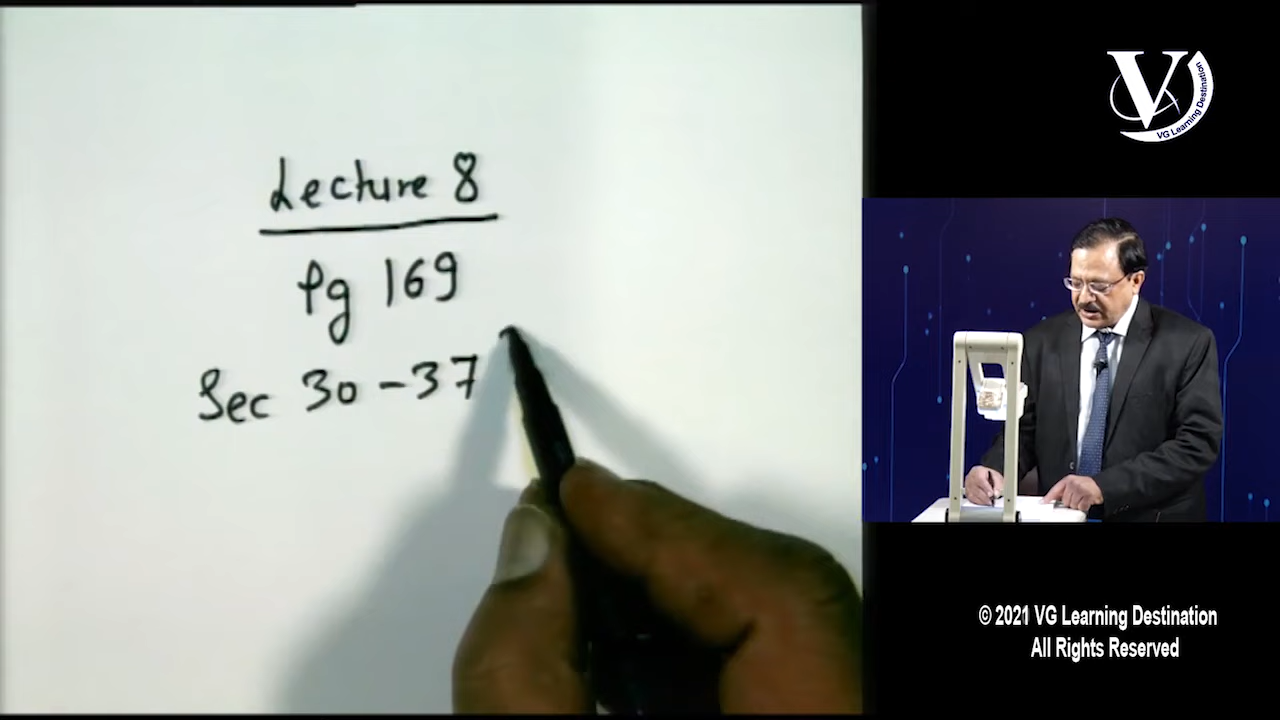 Lecture 8
Pg 169
Sec 30 - 37
V
VG Learning Destination
© 2021 VG Learning Destination
All Rights Reserved